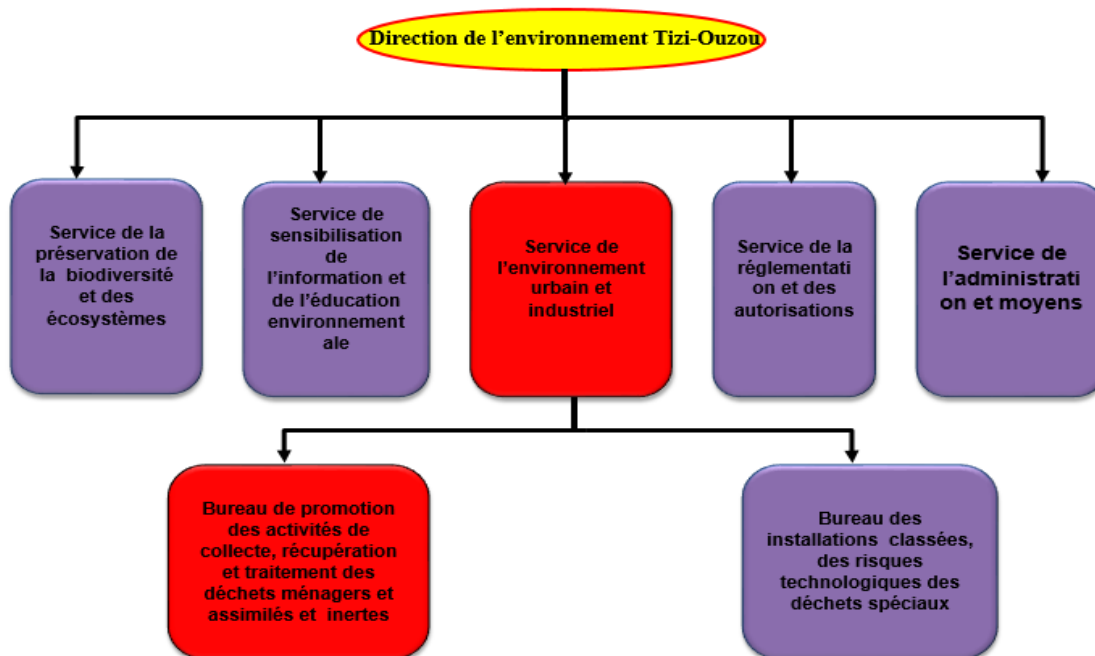 Direction de l'environnement Tizi-Ouzou
Service de la
préservation de
la biodiversité
et des
écosystèmes
Service de
sensibilisation
de
l'information et
de l'éducation
environnement
ale
Service de
l'environnement
urbain et
industriel
Service de la
réglementati
on et des
autorisations
Service de
l'administrati
on et moyens
Bureau de promotion
des activités de
collecte, récupération
et traitement des
déchets ménagers et
assimilés et inertes
Bureau des
installations classées,
des risques
technologiques des
déchets spéciaux